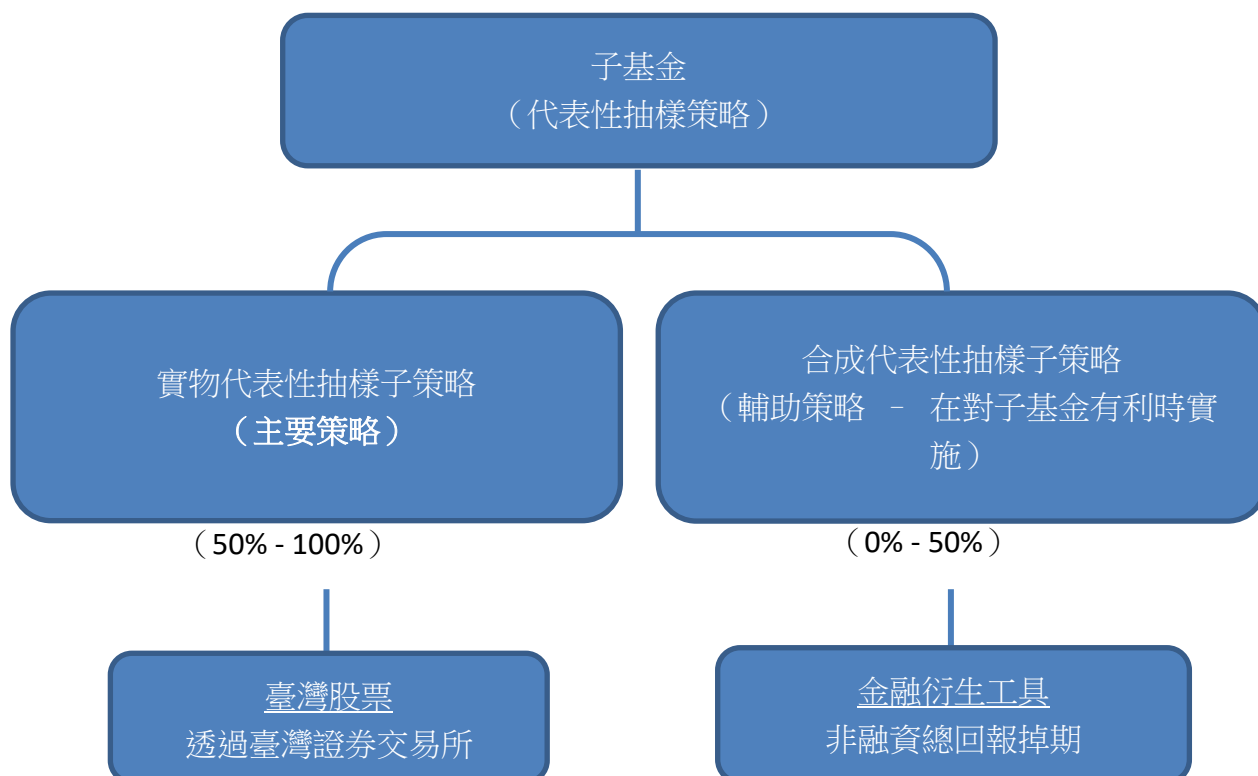 子基金
（代表性抽樣策略）
實物代表性抽樣子策略
（主要策略）
（50% - 100%）
合成代表性抽樣子策略
（輔助策略 – 在對子基金有利時實
施）
（0% - 50%）
臺灣股票
透過臺灣證券交易所
金融衍生工具
非融資總回報掉期